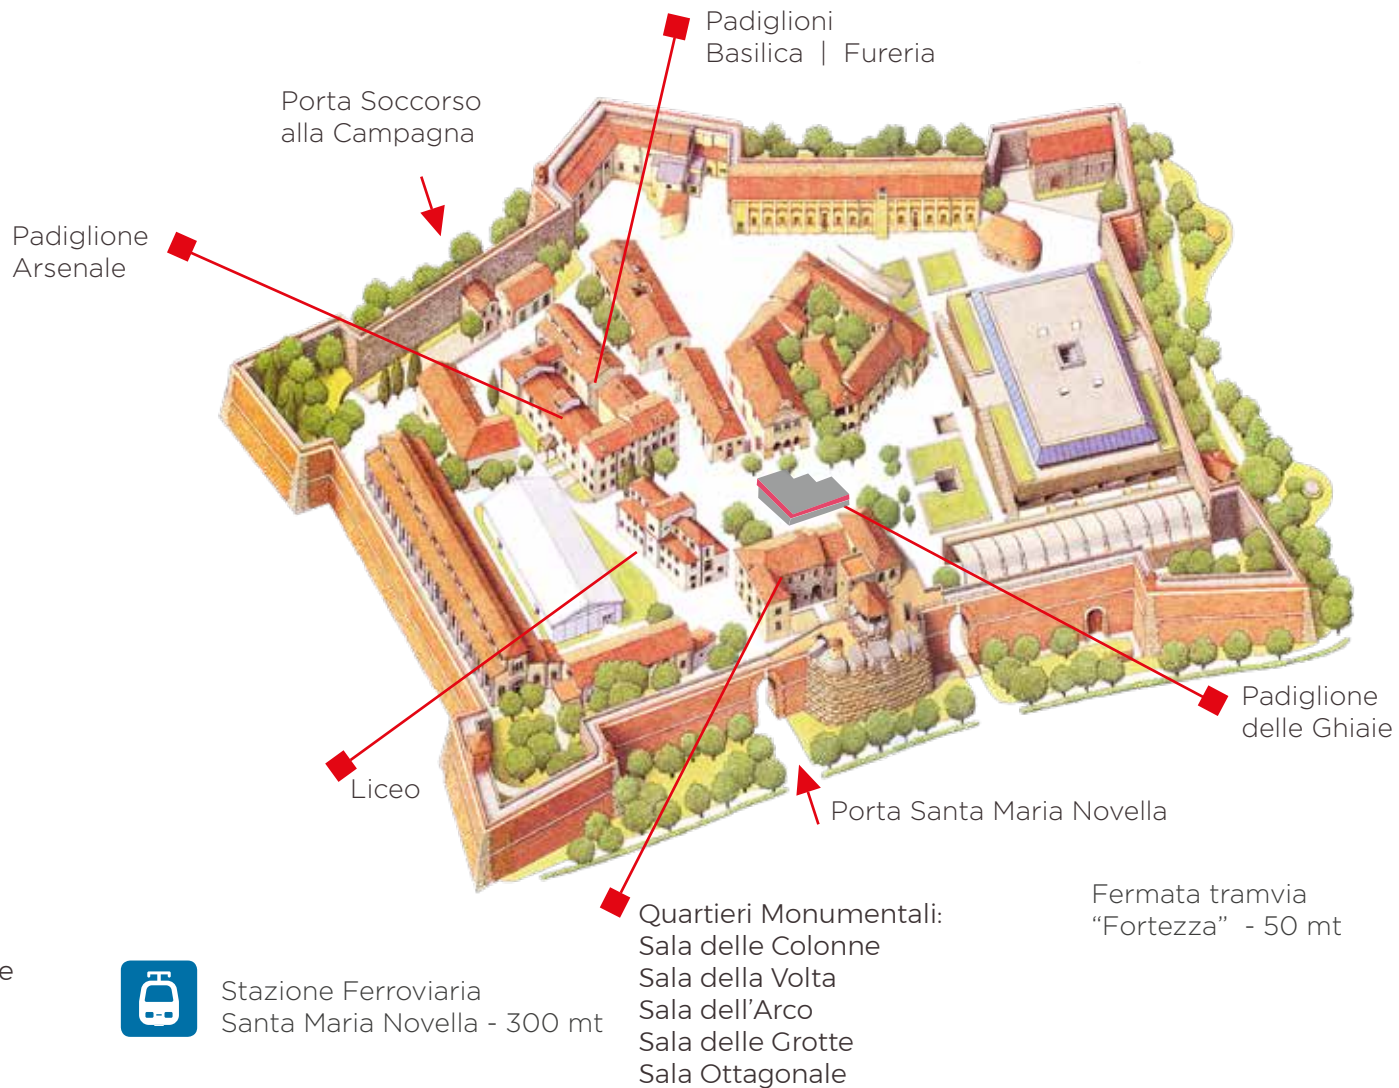 Padiglioni
Basilica | Fureria
Porta Soccorso
alla Campagna
Padiglione
Arsenale
Padiglione
delle Ghiaie
Liceo
Porta Santa Maria Novella
Fermata tramvia
“Fortezza” - 50 mt
Quartieri Monumentali:
Sala delle Colonne
Sala della Volta
Sala dell’Arco
Sala delle Grotte
Sala Ottagonale
e
Stazione Ferroviaria
Santa Maria Novella - 300 mt